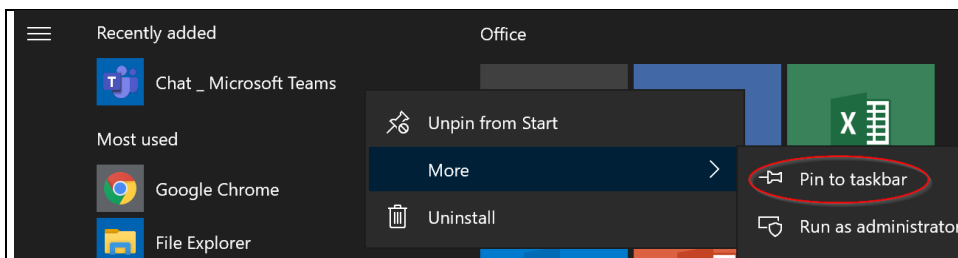 Recently added
Office
Chat _ Microsoft Teams
Unpin from Start
Most used
More
Pin to taskbar
Google Chrome
Uninstall
Run as administrator
File Explorer